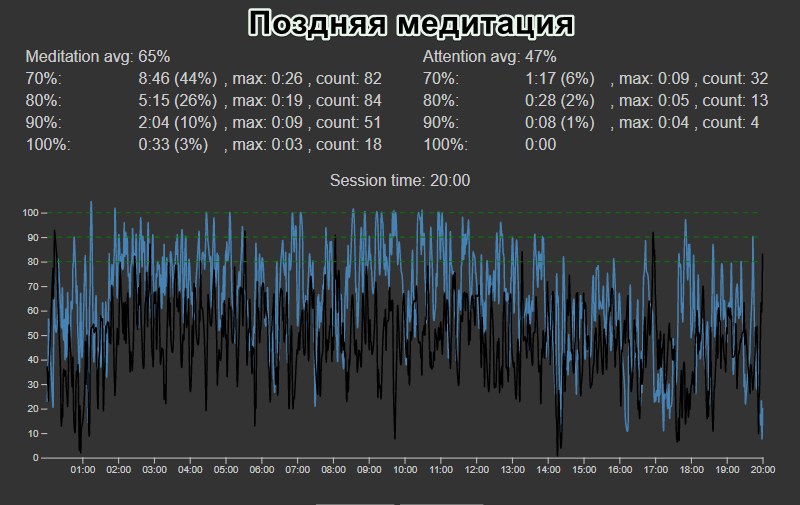 Поздняя медитация
Meditation avg: 65%
70%: 8:46 (44%) , max: 0:26 , count: 82
80%: 5:15 (26%) , max: 0:19 , count: 84
90%: 2:04 (10%) , max: 0:09 , count: 51
100%: 0:33 (3%) , max: 0:03 , count: 18
Attention avg: 47%
70%: 1:17 (6%) , max: 0:09 , count: 32
80%: 0:28 (2%) , max: 0:05 , count: 13
90%: 0:08 (1%) , max: 0:04 , count: 4
100%: 0:00
Session time: 20:00
100
90
80
70
60
50
40
30
20
10
0
01:00 02:00 03:00 04:00 05:00 06:00 07:00 08:00 09:00 10:00 11:00 12:00 13:00 14:00 15:00 16:00 17:00 18:00 19:00 20:00